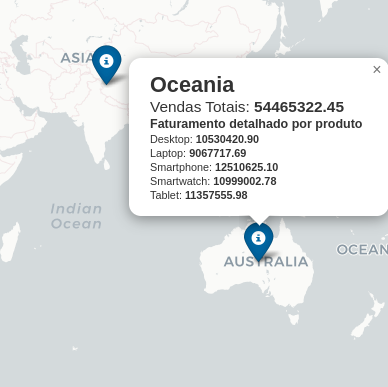 ASIA
×
Oceania
Vendas Totais: 54465322.45
Faturamento detalhado por produto
Desktop: 10530420.90
Laptop: 9067717.69
Smartphone: 12510625.10
Smartwatch: 10999002.78
Tablet: 11357555.98
Indian
Ocean
OCEAN
AUSTRALIA